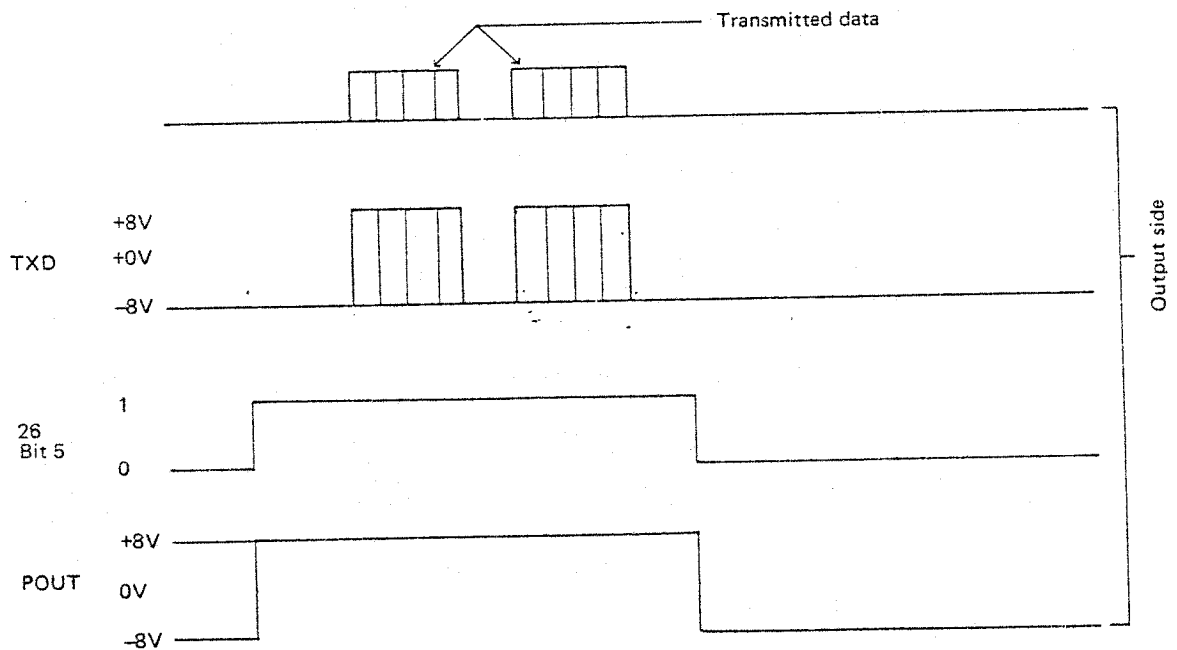 Transmitted data
+8V
TXD
+0V
–8V
Output side
1
26
Bit 5
0
+8V
POUT
0V
–8V